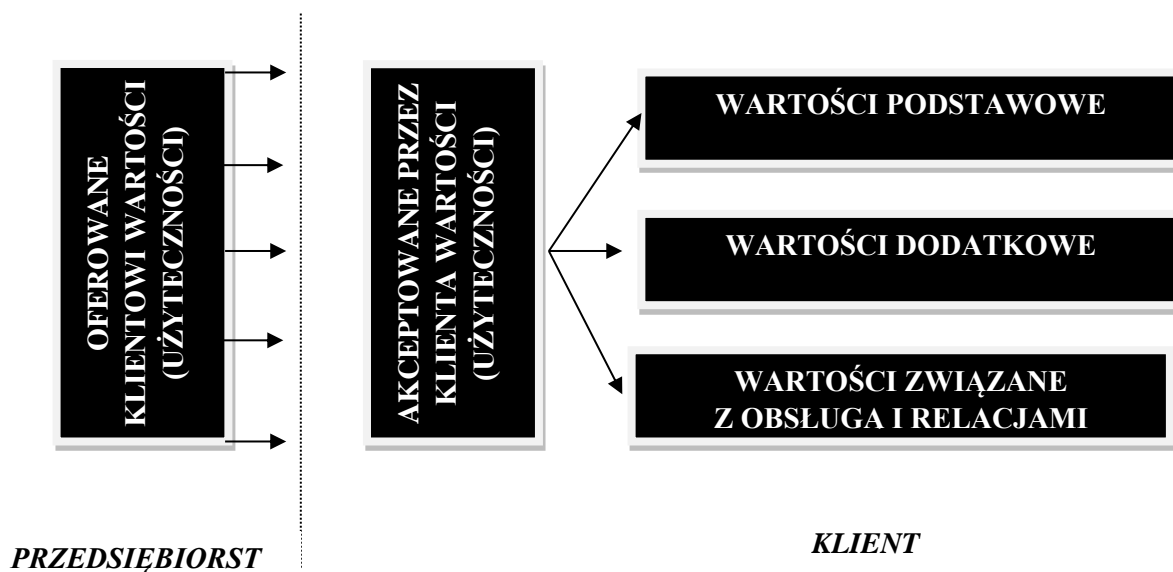 OFEROWANE
KLIENTOWI WARTOŚCI
(UŻYTECZNOŚCI)
AKCEPTOWANE PRZEZ
KLIENTA WARTOŚCI
(UŻYTECZNOŚCI)
WARTOŚCI PODSTAWOWE
WARTOŚCI DODATKOWE
WARTOŚCI ZWIĄZANE
Z OBSŁUGA I RELACJAMI
PRZEDSIĘBIORST
KLIENT